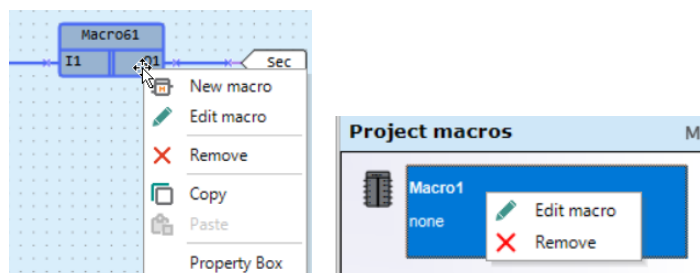 Macro61
I1
Q1
Sec
New macro
Edit macro
Remove
Copy
Paste
Property Box
Project macros
M
Macro1
none
Edit macro
Remove